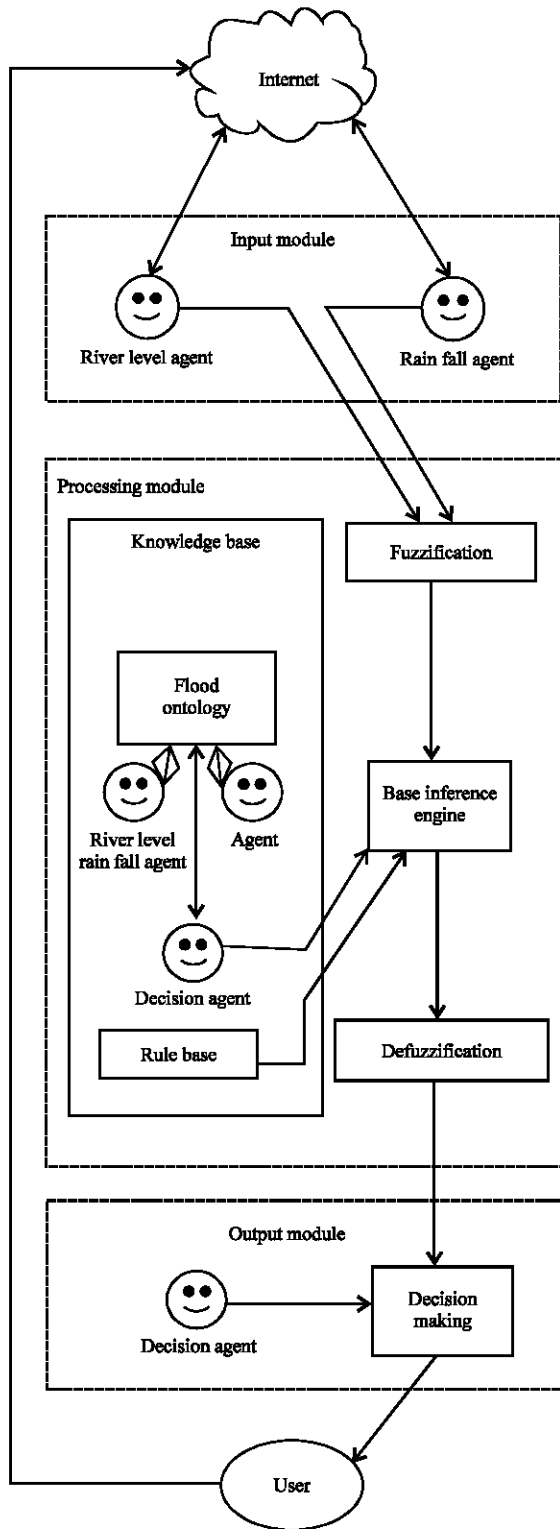 Internet
Input module
River level agent
Rain fall agent
Processing module
Knowledge base
Fuzzification
Flood
ontology
River level
rain fall agent
Agent
Base inference
engine
Decision agent
Rule base
Defuzzification
Output module
Decision agent
Decision
making
User